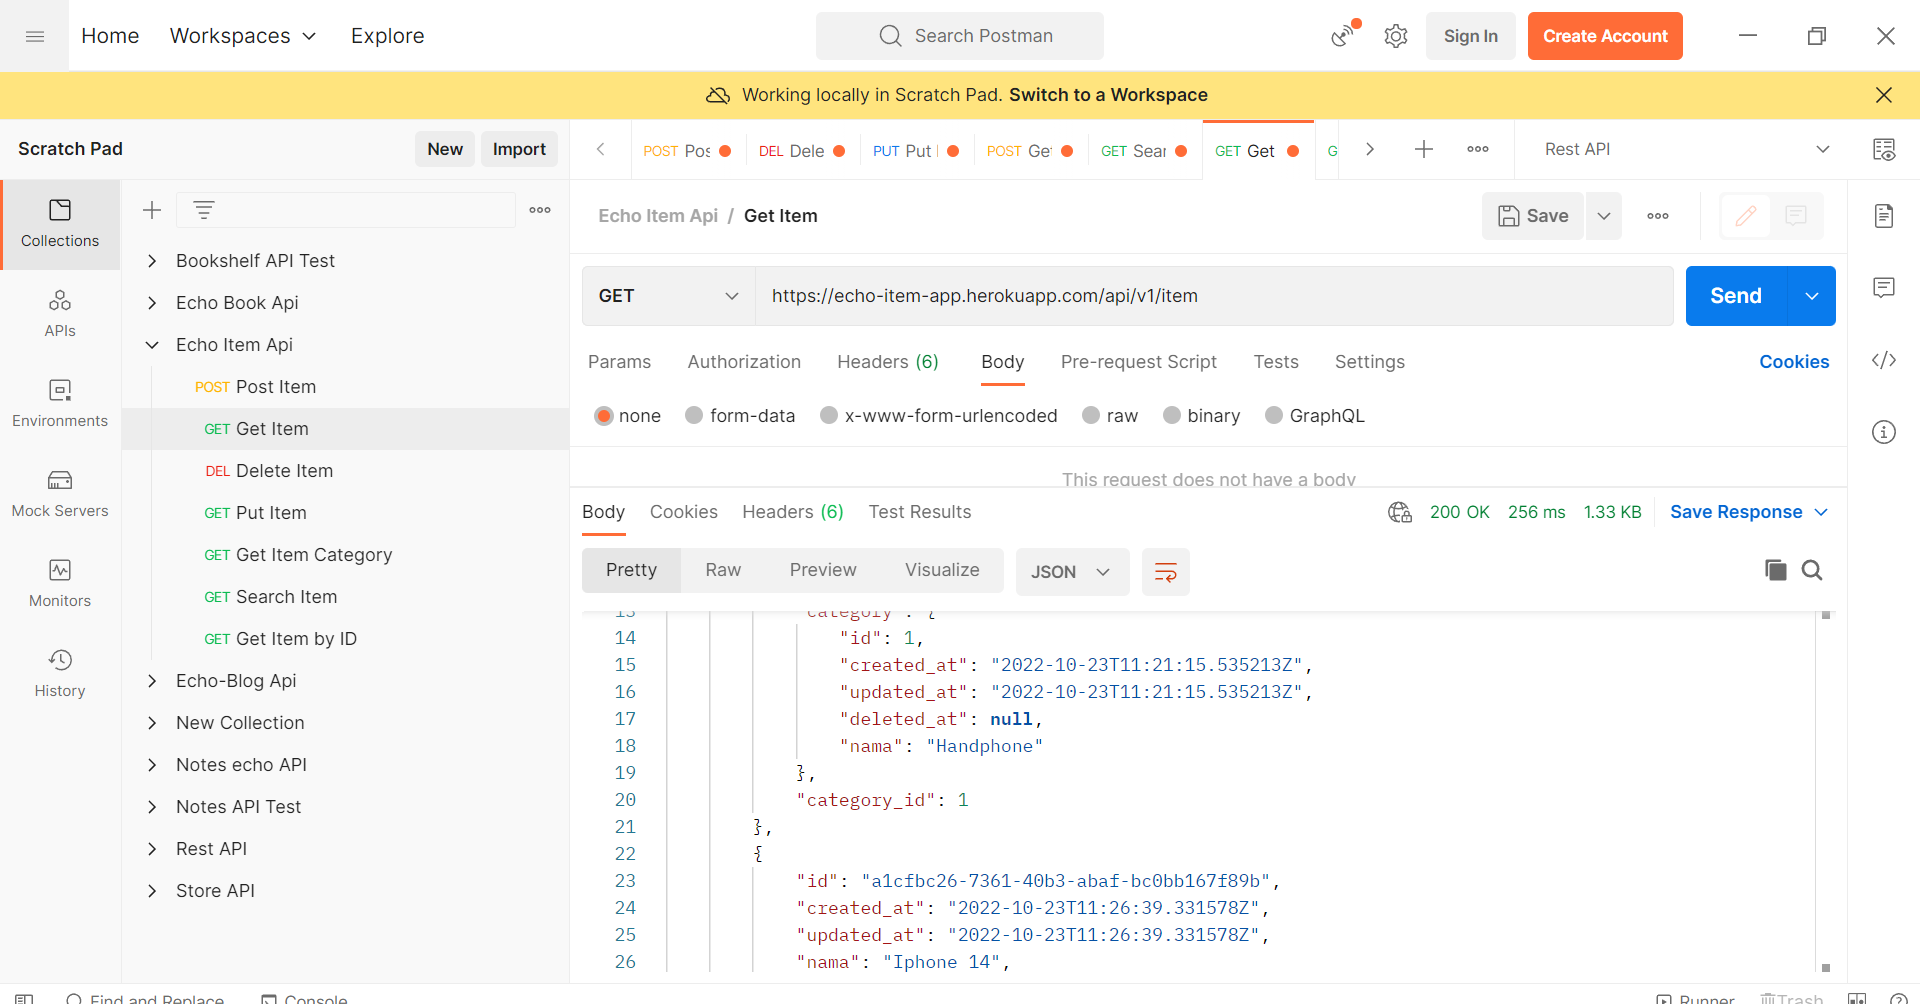 Home Workspaces Explore Search Postman Sign In Create Account
Working locally in Scratch Pad. Switch to a Workspace
Scratch Pad New Import
POST Pos DEL Dele PUT Put POST Get GET Sear GET Get G Rest API
Collections
APIs
Environments
Mock Servers
Monitors
History
Bookshelf API Test
Echo Book Api
Echo Item Api
POST Post Item
GET Get Item
DEL Delete Item
GET Put Item
GET Get Item Category
GET Search Item
GET Get Item by ID
Echo-Blog Api
New Collection
Notes echo API
Notes API Test
Rest API
Store API
Echo Item Api / Get Item Save
GET https://echo-item-app.herokuapp.com/api/v1/item Send
Params Authorization Headers (6) Body Pre-request Script Tests Settings Cookies
none form-data x-www-form-urlencoded raw binary GraphQL
This request does not have a body
Body Cookies Headers (6) Test Results 200 OK 256 ms 1.33 KB Save Response
Pretty Raw Preview Visualize JSON
13 "category": {
14 "id": 1,
15 "created_at": "2022-10-23T11:21:15.535213Z",
16 "updated_at": "2022-10-23T11:21:15.535213Z",
17 "deleted_at": null,
18 "nama": "Handphone"
19 },
20 "category_id": 1
21 },
22 {
23 "id": "a1cfbc26-7361-40b3-abaf-bc0bb167f89b",
24 "created_at": "2022-10-23T11:26:39.331578Z",
25 "updated_at": "2022-10-23T11:26:39.331578Z",
26 "nama": "Iphone 14",
Find and Replace Console Runner Trash